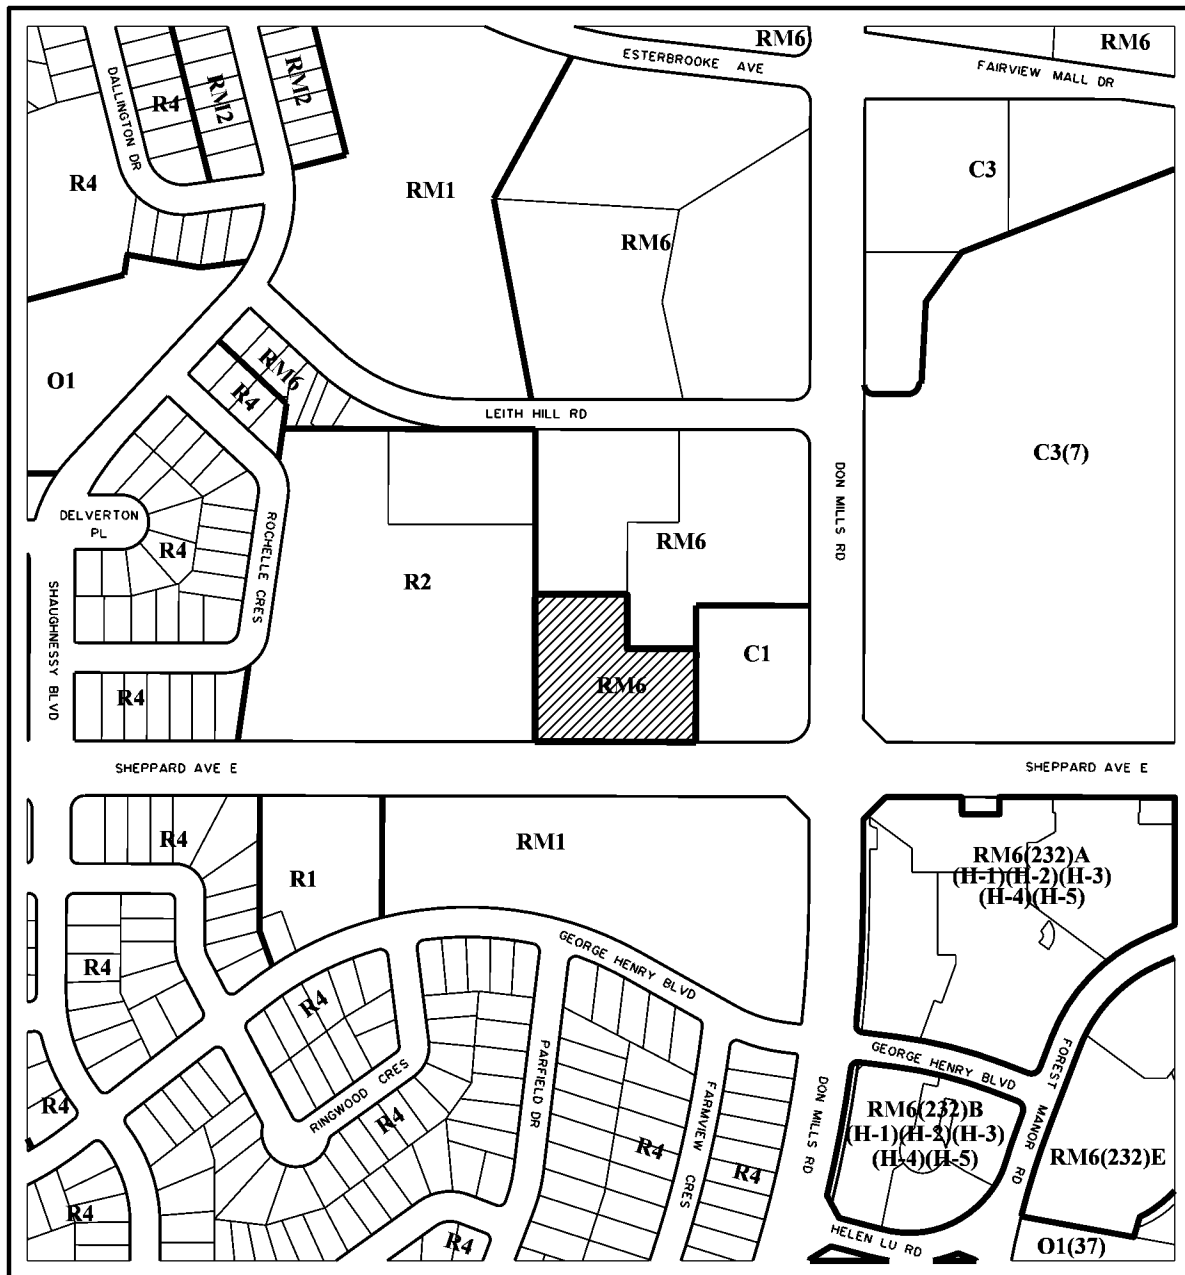 RM6
RM6
ESTERBROOKE AVE
FAIRVIEW MALL DR
DALLINGTON DR
R4
RM2
RM2
R4
RM1
C3
RM6
O1
RM6
R4
LEITH HILL RD
C3(7)
DON MILLS RD
DELVERTON
PL
R4
ROCHELLE CRES
RM6
R2
SHAUGHNESSY BLVD
C1
R4
RM6
SHEPPARD AVE E
SHEPPARD AVE E
R4
RM1
R1
RM6(232)A
(H-1)(H-2)(H-3)
(H-4)(H-5)
R4
GEORGE HENRY BLVD
R4
PARFIELD DR
RINGWOOD CRES
GEORGE HENRY BLVD
FOREST MANOR RD
R4
R4
FARMVIEW CRES
DON MILLS RD
RM6(232)B
(H-1)(H-2)(H-3)
(H-4)(H-5)
R4
R4
RM6(232)E
R4
R4
HELEN LU RD
O1(37)